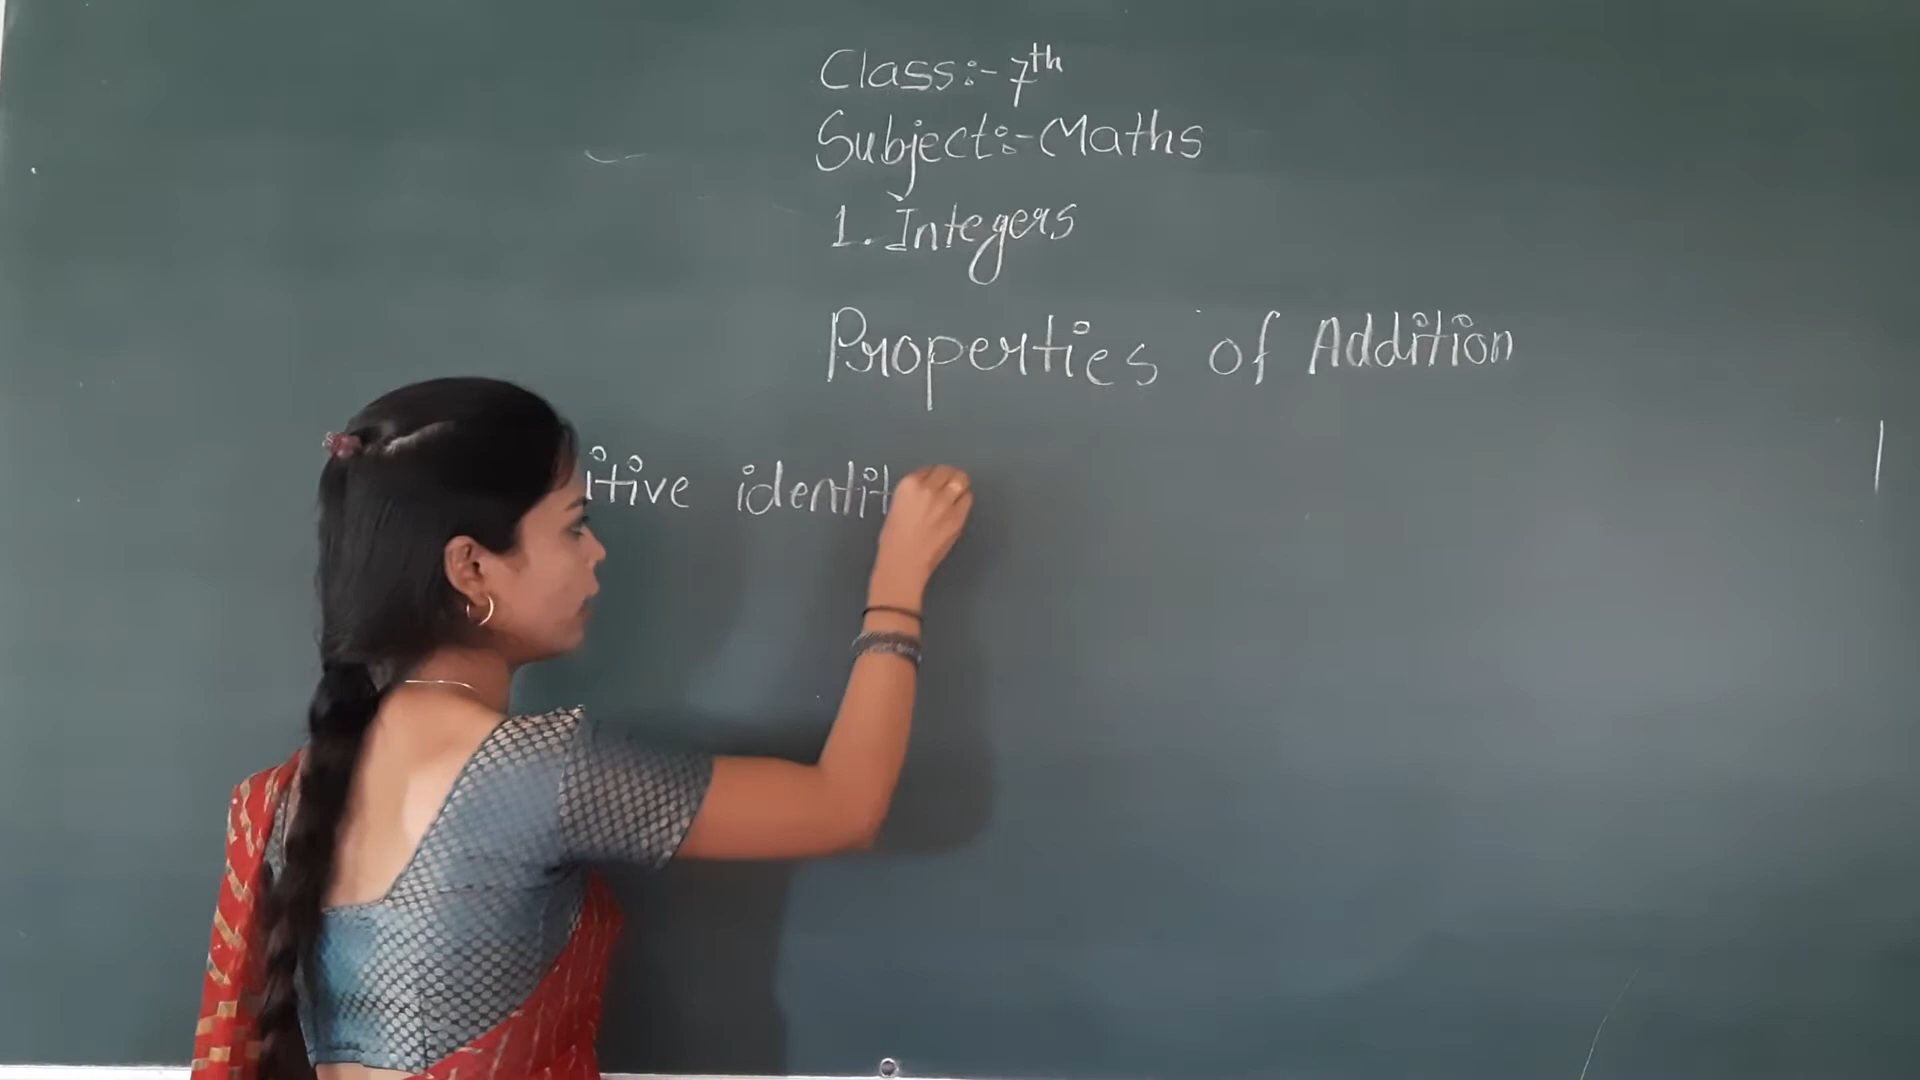 Class:- 7th
Subject:- Maths
1. Integers
Properties of Addition
itive identit